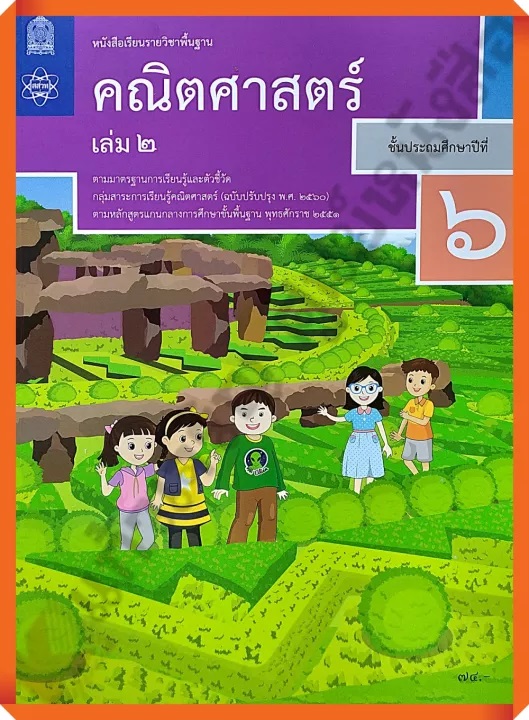 หนังสือเรียนรายวิชาพื้นฐาน
คณิตศาสตร์
เล่ม ๒
ชั้นประถมศึกษาปีที่
๖
ตามมาตรฐานการเรียนรู้และตัวชี้วัด
กลุ่มสาระการเรียนรู้คณิตศาสตร์ (ฉบับปรับปรุง พ.ศ. ๒๕๖๐)
ตามหลักสูตรแกนกลางการศึกษาขั้นพื้นฐาน พุทธศักราช ๒๕๕๑
สสวท
๗๔.-